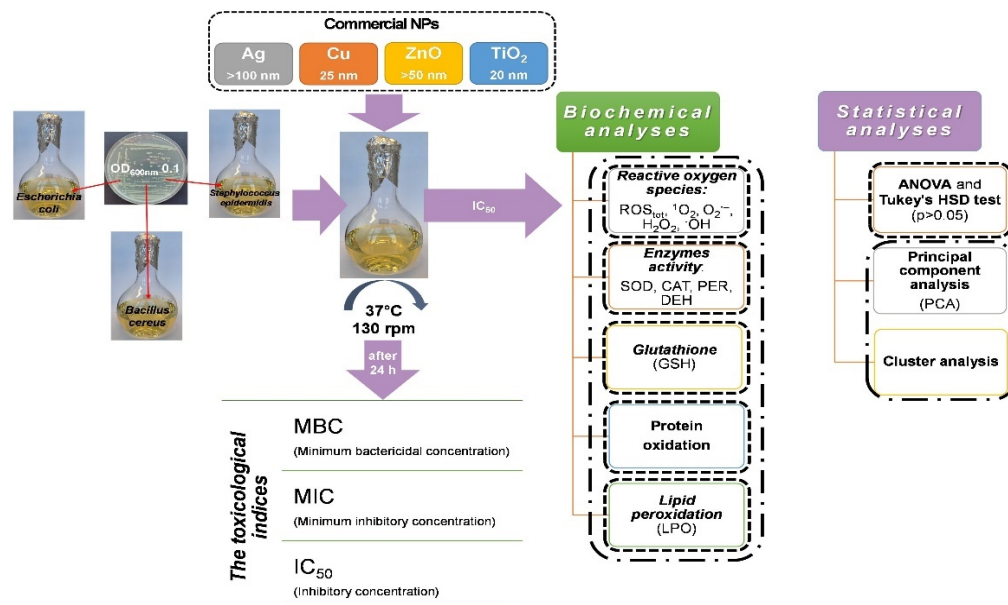 Commercial NPs
Ag
>100 nm
Cu
25 nm
ZnO
>50 nm
TiO₂
20 nm
OD₆₀₀ₙₘ 0.1
Escherichia
coli
Stephylococcus
epidermidis
Bacillus
cereus
IC₅₀
37°C
130 rpm
after
24 h
The toxicological
indices
MBC
(Minimum bactericidal concentration)
MIC
(Minimum inhibitory concentration)
IC₅₀
(Inhibitory concentration)
Biochemical
analyses
Reactive oxygen
species:
ROSₜₒₜ, ¹O₂, O₂·⁻,
H₂O₂, ·OH
Enzymes
activity:
SOD, CAT, PER,
DEH
Glutathione
(GSH)
Protein
oxidation
Lipid
peroxidation
(LPO)
Statistical
analyses
ANOVA and
Tukey's HSD test
(p>0.05)
Principal
component
analysis
(PCA)
Cluster analysis